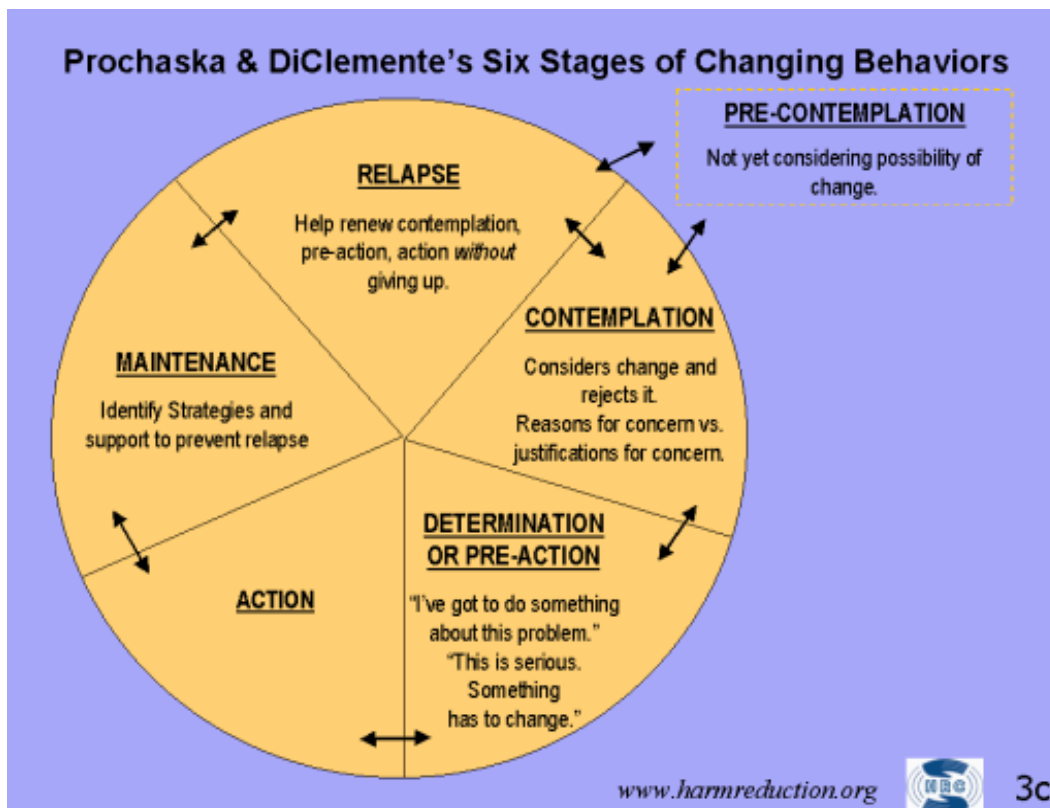 Prochaska & DiClemente's Six Stages of Changing Behaviors
PRE-CONTEMPLATION
Not yet considering possibility of
change.
RELAPSE
Help renew contemplation,
pre-action, action without
giving up.
CONTEMPLATION
Considers change and
rejects it.
Reasons for concern vs.
justifications for concern.
DETERMINATION
OR PRE-ACTION
"I've got to do something
about this problem."
"This is serious.
Something
has to change."
ACTION
MAINTENANCE
Identify Strategies and
support to prevent relapse
www.harmreduction.org
HRC
3c